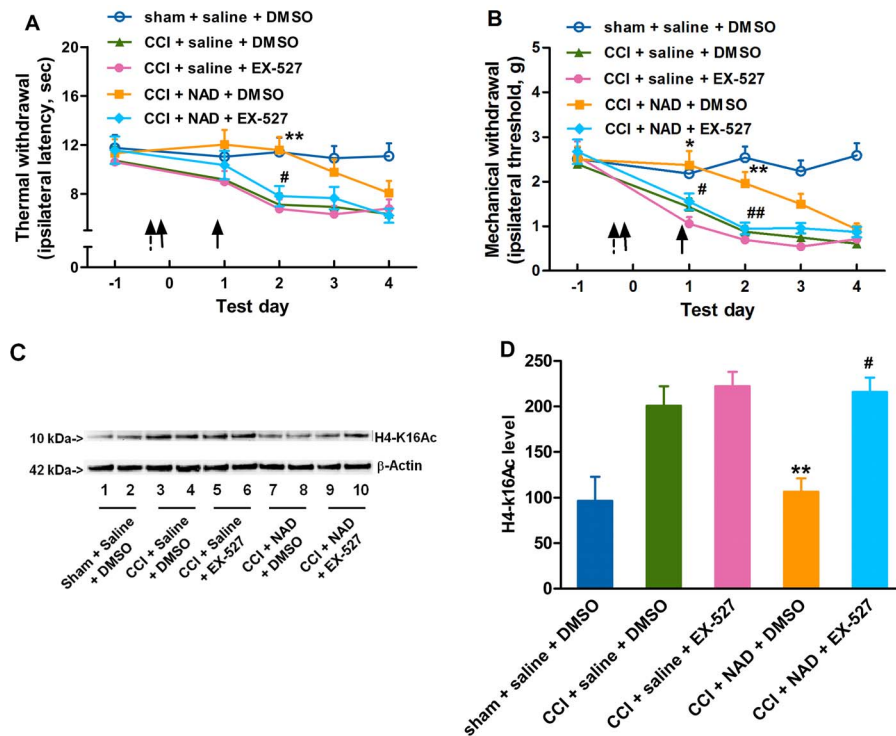 A
sham + saline + DMSO
CCI + saline + DMSO
CCI + saline + EX-527
CCI + NAD + DMSO
CCI + NAD + EX-527
Thermal withdrawal
(ipsilateral latency, sec)
20
16
12
8
0
**
#
-1 0 1 2 3 4
Test day
B
sham + saline + DMSO
CCI + saline + DMSO
CCI + saline + EX-527
CCI + NAD + DMSO
CCI + NAD + EX-527
Mechanical withdrawal
(ipsilateral threshold, g)
5
4
3
2
1
0
*
**
#
##
-1 0 1 2 3 4
Test day
C
10 kDa-> H4-K16Ac
42 kDa-> β-Actin
1 2 3 4 5 6 7 8 9 10
Sham + Saline
+ DMSO
CCI + Saline
+ DMSO
CCI + Saline
+ EX-527
CCI + NAD
+ DMSO
CCI + NAD
+ EX-527
D
H4-k16Ac level
250
200
150
100
50
0
**
#
sham + saline + DMSO
CCI + saline + DMSO
CCI + saline + EX-527
CCI + NAD + DMSO
CCI + NAD + EX-527